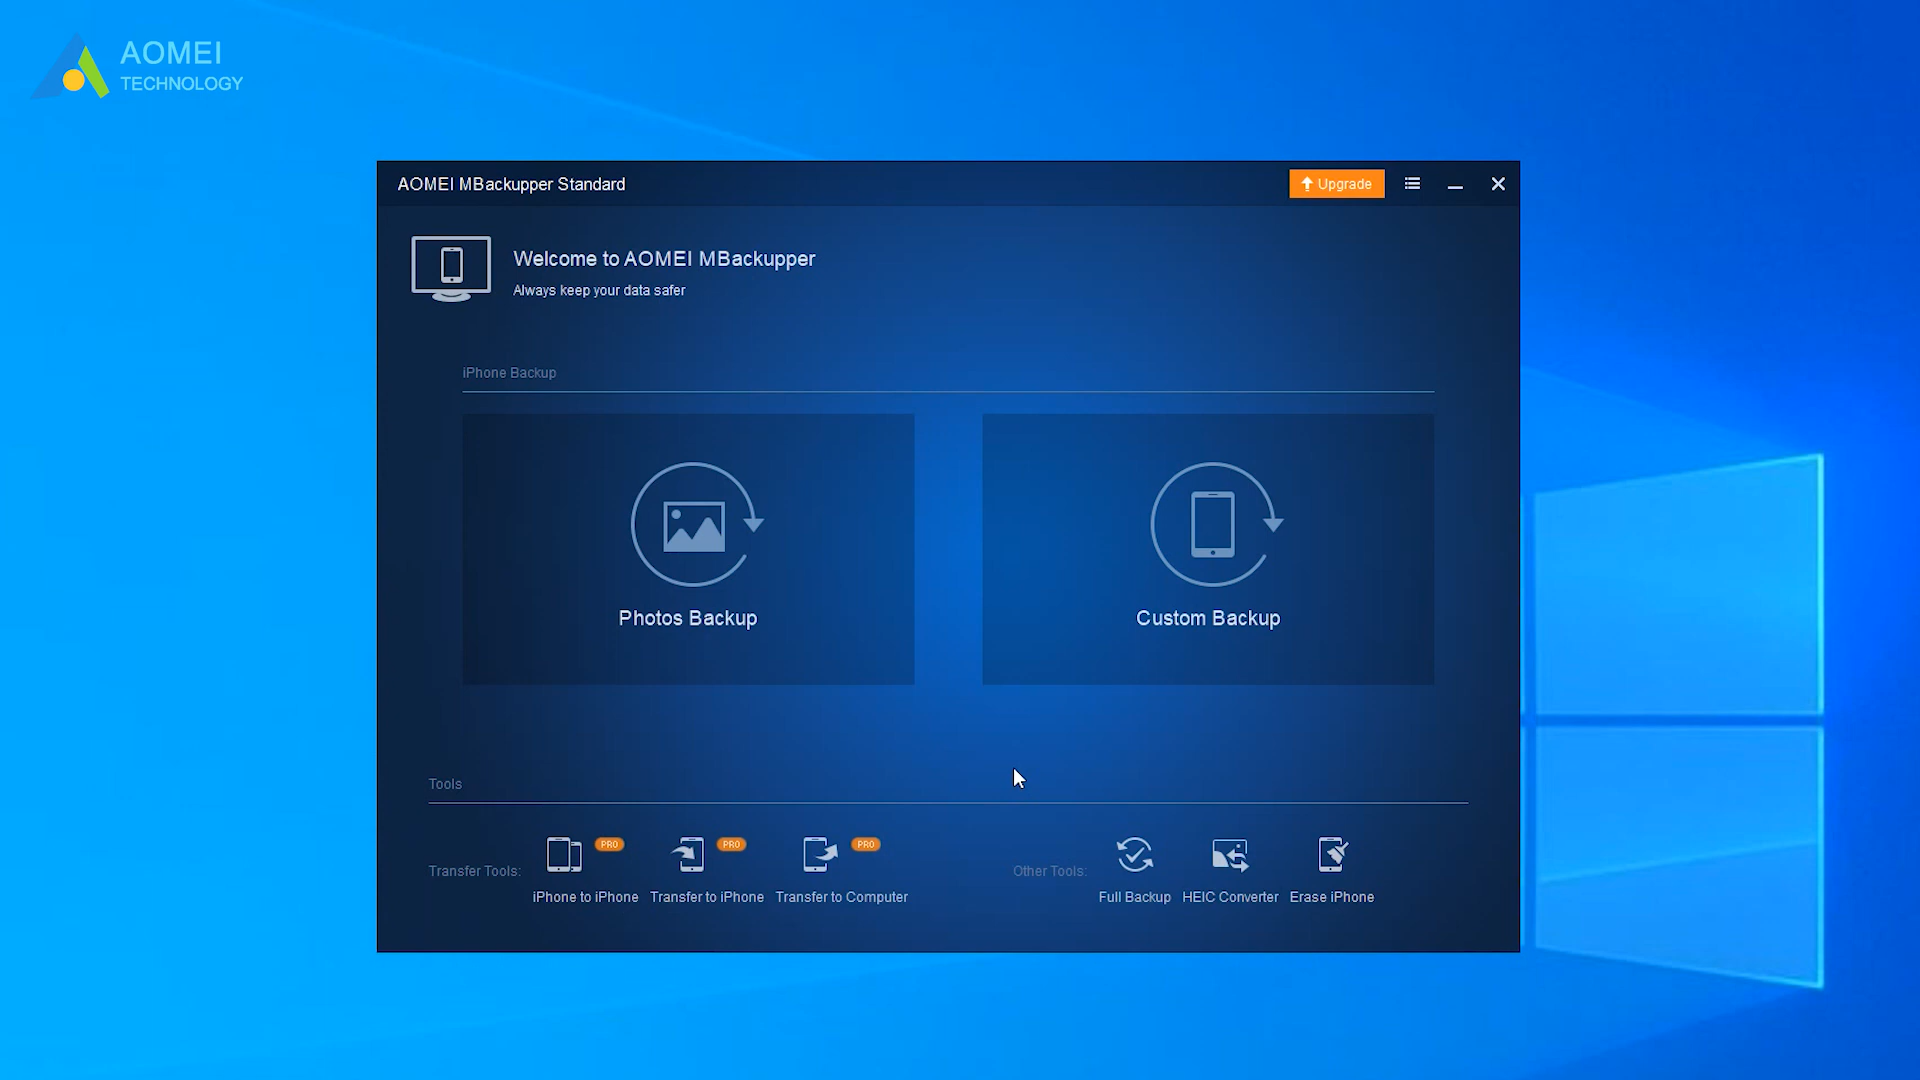 AOMEI
TECHNOLOGY
AOMEI MBackupper Standard
Upgrade
Welcome to AOMEI MBackupper
Always keep your data safer
iPhone Backup
Photos Backup
Custom Backup
Tools
Transfer Tools:
PRO
iPhone to iPhone
PRO
Transfer to iPhone
PRO
Transfer to Computer
Other Tools:
Full Backup
HEIC Converter
Erase iPhone